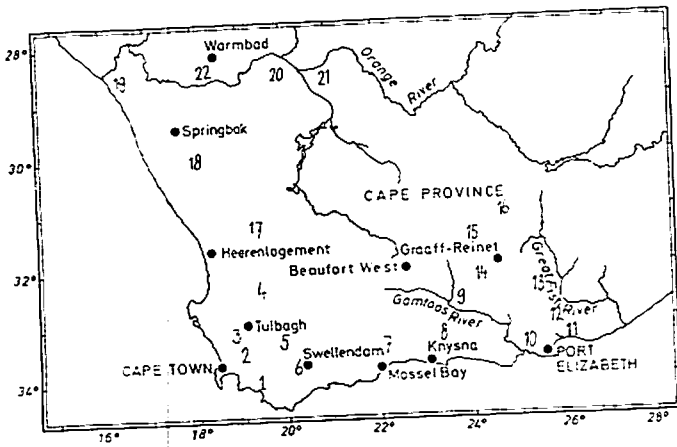 Warmbad
28°
22
20
21
19
Orange
River
Springbok
18
30°
CAPE PROVINCE
16
17
15
Heerenlogement
Graaff-Reinet
Beaufort West
14
Great Fish
River
13
32°
4
9
Gamtoos River
12
3
Tulbagh
5
7
8
10
11
2
Swellendam
Knysna
PORT
ELIZABETH
CAPE TOWN
6
Mossel Bay
1
34°
16°
18°
20°
22°
24°
26°
28°